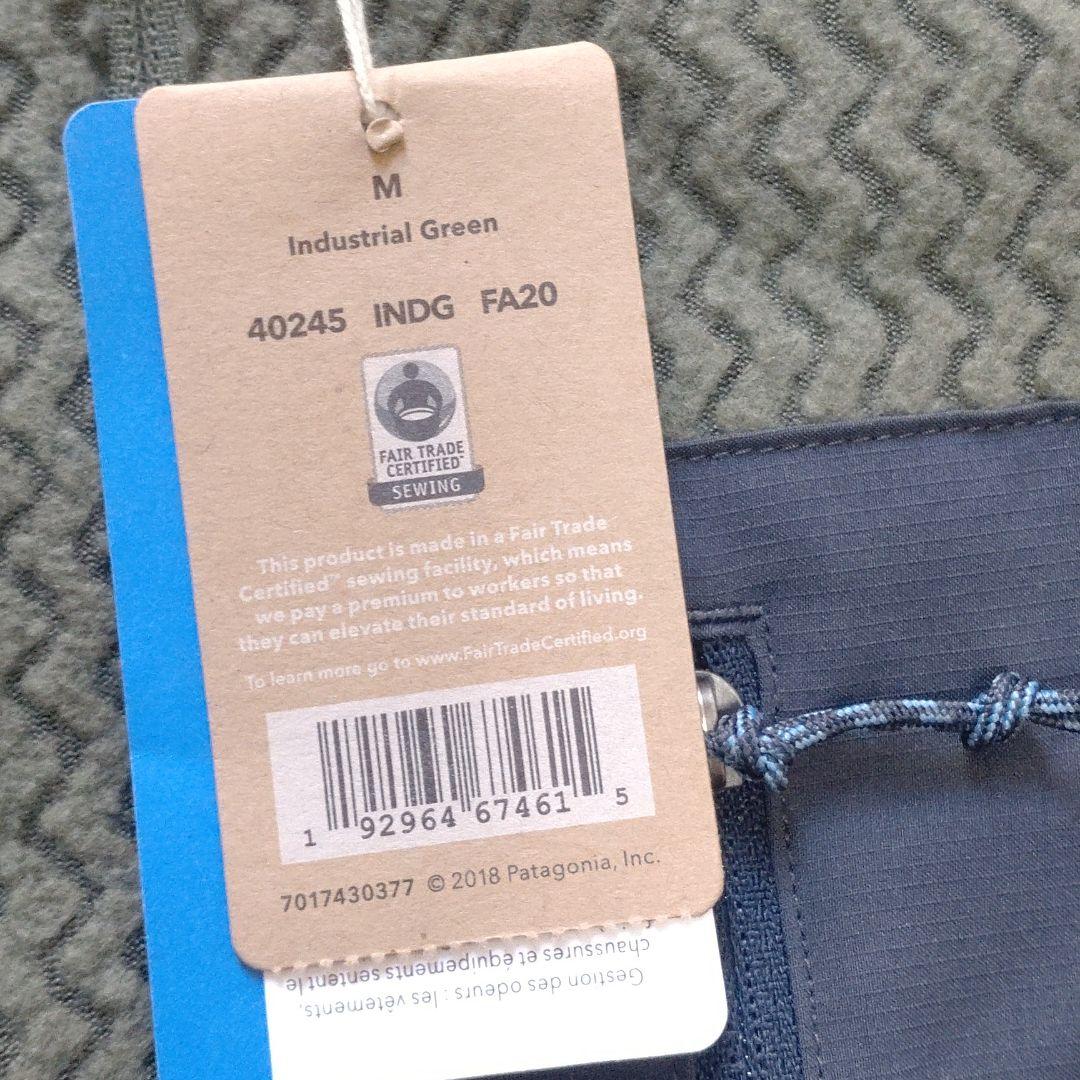 M
Industrial Green
40245 INDG FA20
FAIR TRADE
CERTIFIED™
SEWING
This product is made in a Fair Trade
Certified™ sewing facility, which means
we pay a premium to workers so that
they can elevate their standard of living.
To learn more go to www.FairTradeCertified.org
1 92964 67461 5
7017430377 © 2018 Patagonia, Inc.
Gestion des odeurs : les vêtements,
chaussures et équipements sentent le